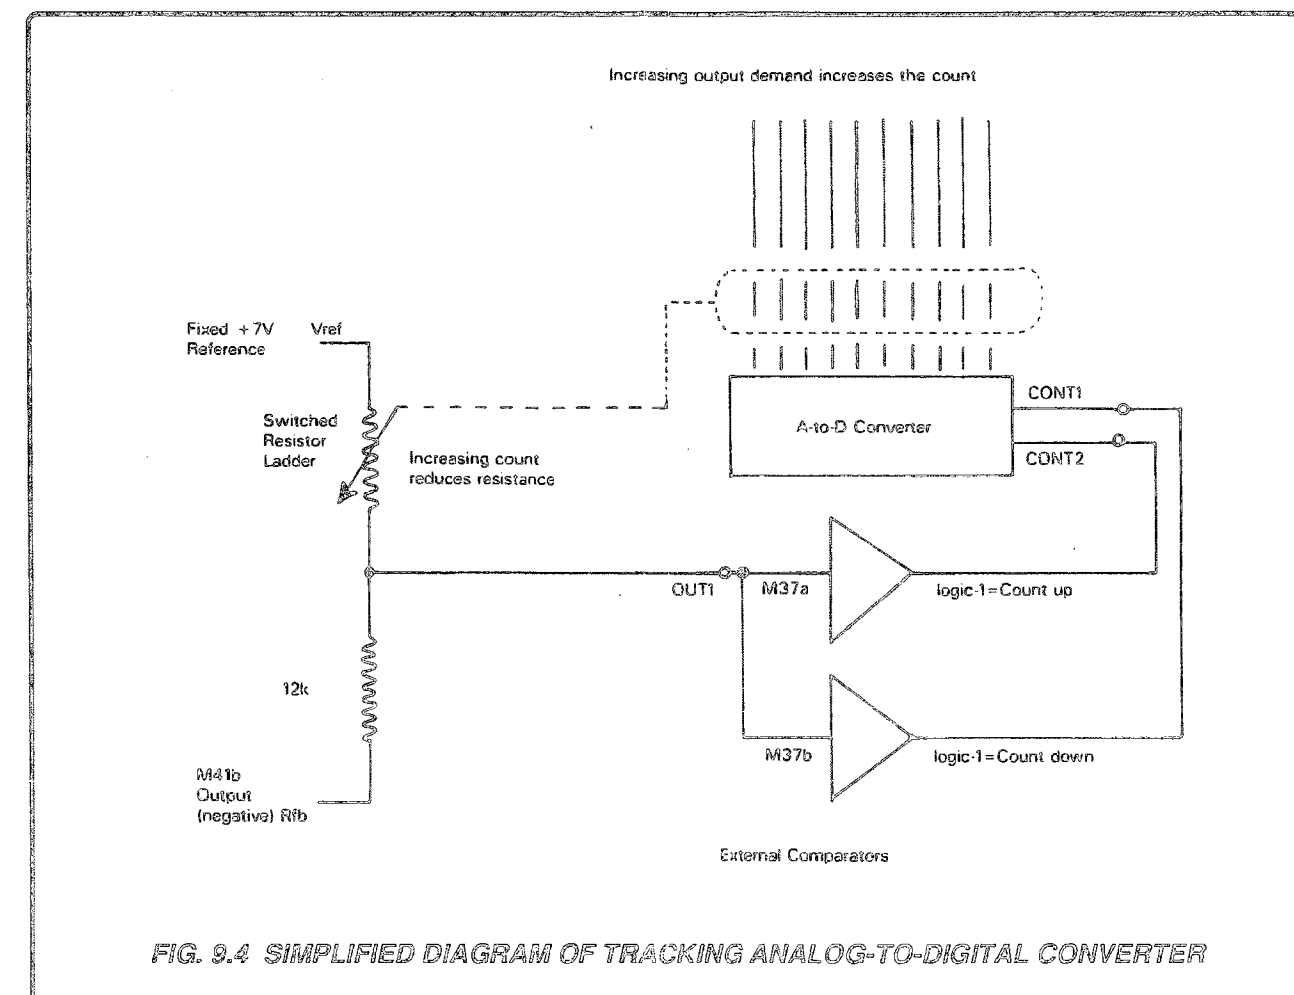 Increasing output demand increases the count
Fixed +7V Vref
Reference
Switched
Resistor
Ladder
Increasing count
reduces resistance
A-to-D Converter
CONT1
CONT2
OUT1
M37a
logic-1=Count up
12k
M37b
logic-1=Count down
M41b
Output
(negative) Rfb
External Comparators
FIG. 9.4 SIMPLIFIED DIAGRAM OF TRACKING ANALOG-TO-DIGITAL CONVERTER